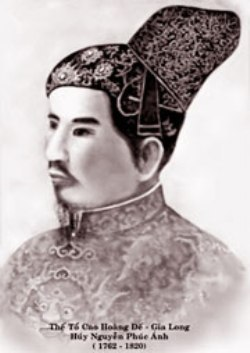 Thế Tổ Cao Hoàng Đế - Gia Long
Húy Nguyễn Phúc Ánh
( 1762 - 1820)